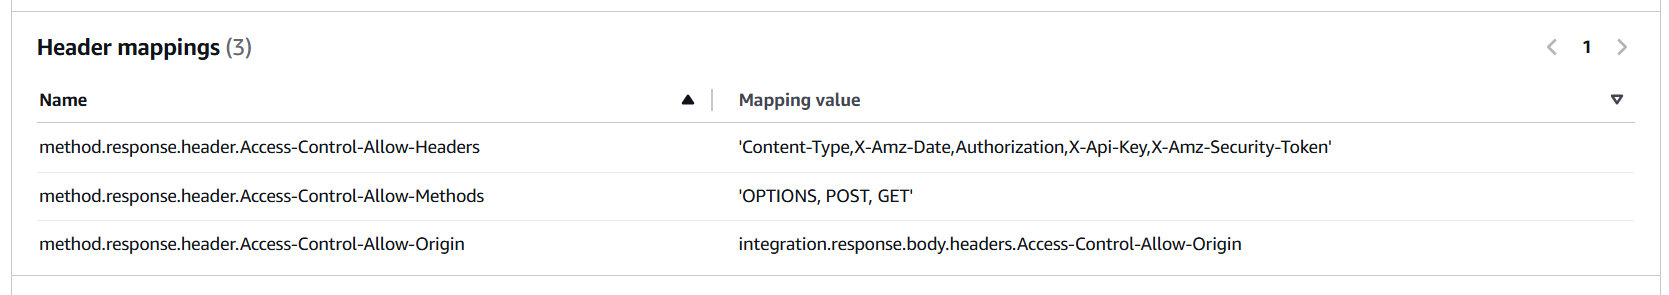 Header mappings (3)
1
Name
Mapping value
method.response.header.Access-Control-Allow-Headers
'Content-Type,X-Amz-Date,Authorization,X-Api-Key,X-Amz-Security-Token'
method.response.header.Access-Control-Allow-Methods
'OPTIONS, POST, GET'
method.response.header.Access-Control-Allow-Origin
integration.response.body.headers.Access-Control-Allow-Origin